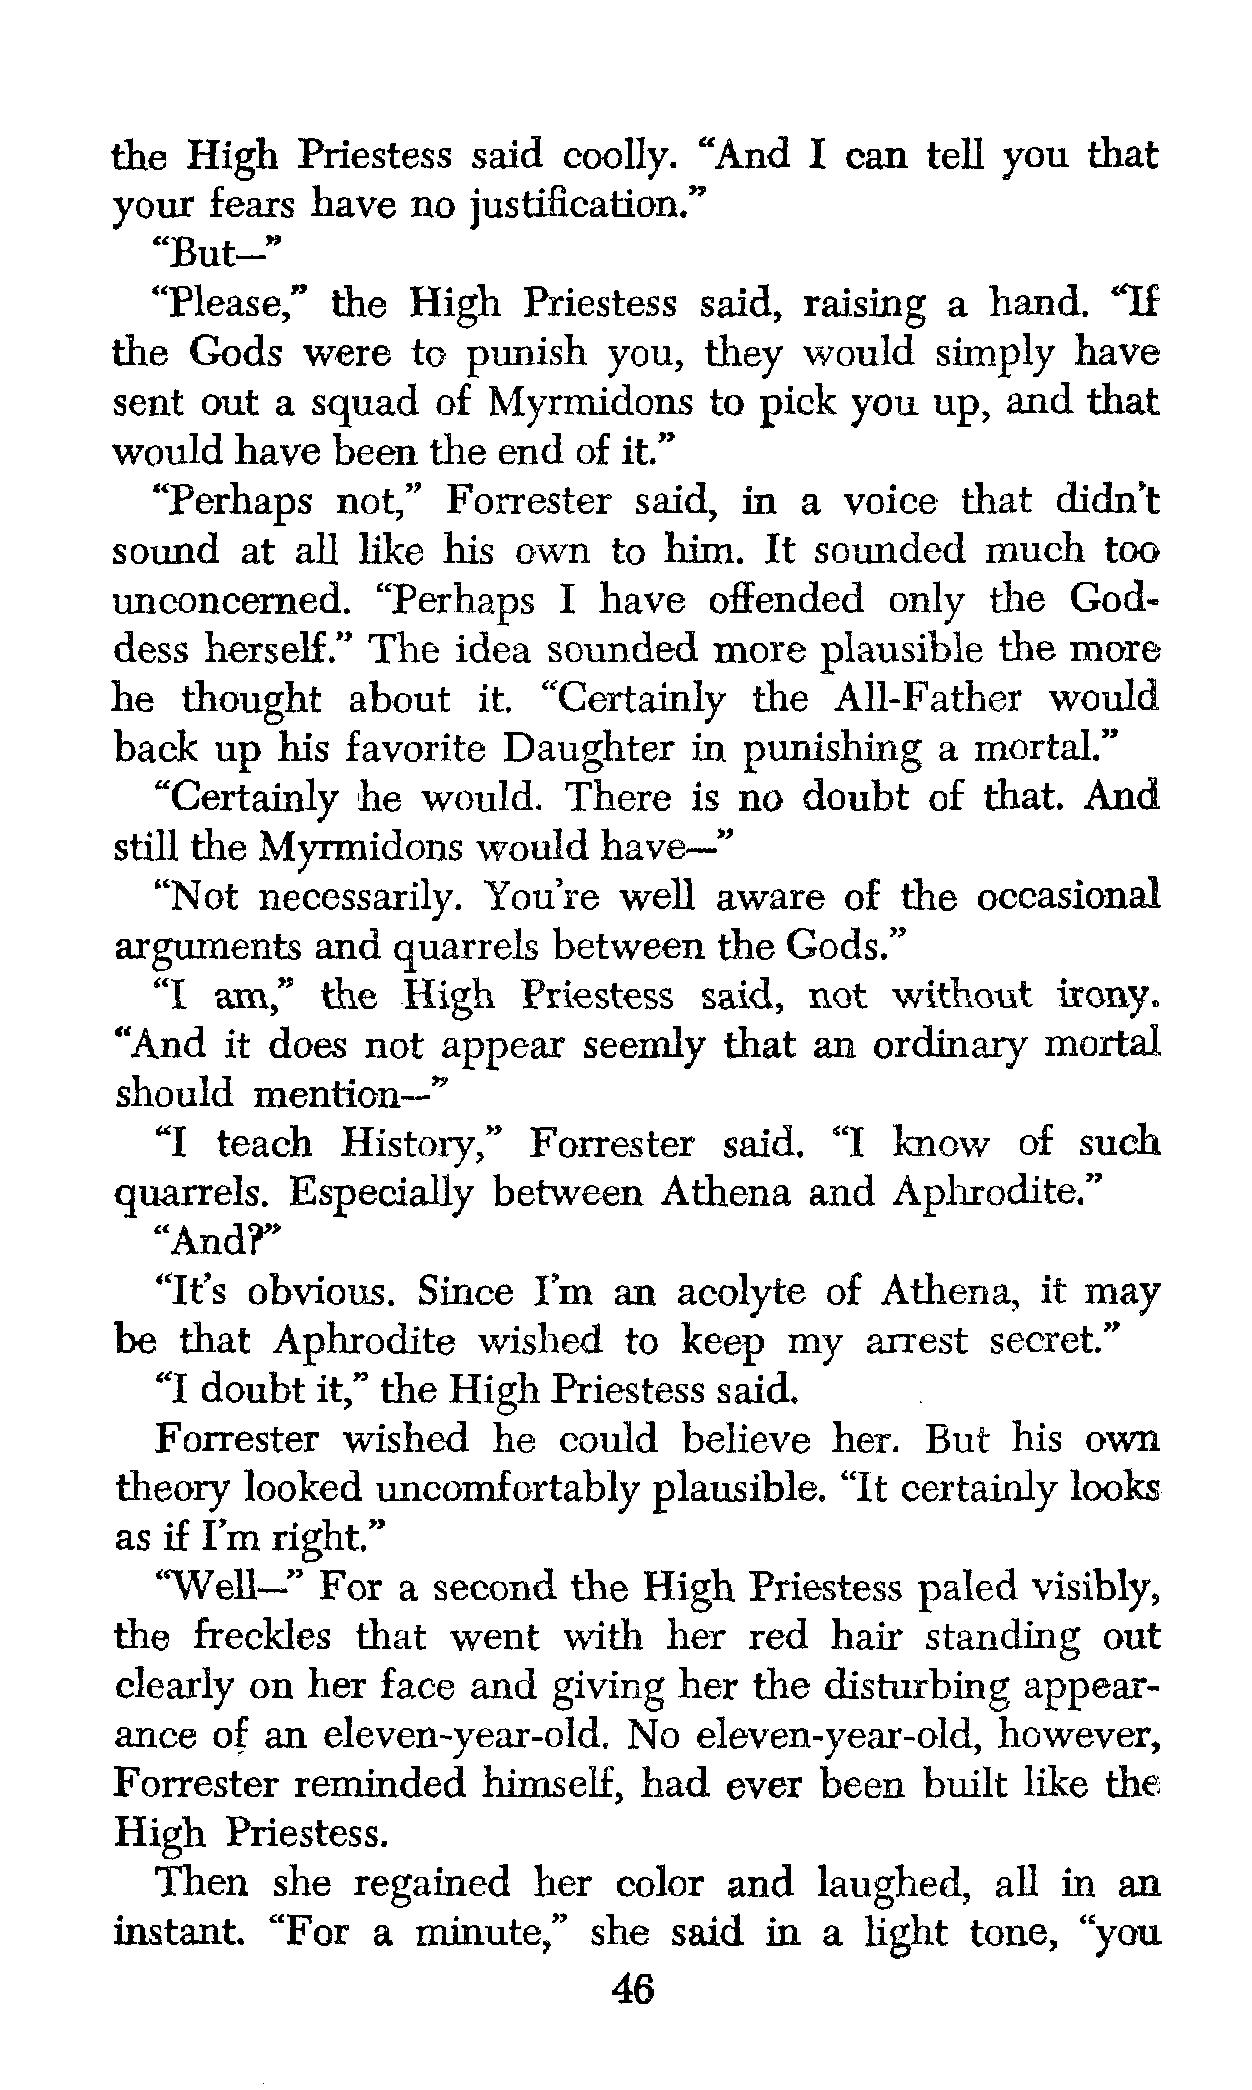 the High Priestess said coolly. “And I can tell you that
your fears have no justification.”
“But—”
“Please,” the High Priestess said, raising a hand. “If
the Gods were to punish you, they would simply have
sent out a squad of Myrmidons to pick you up, and that
would have been the end of it.”
“Perhaps not,” Forrester said, in a voice that didn’t
sound at all like his own to him. It sounded much too
unconcerned. “Perhaps I have offended only the God-
dess herself.” The idea sounded more plausible the more
he thought about it. “Certainly the All-Father would
back up his favorite Daughter in punishing a mortal.”
“Certainly he would. There is no doubt of that. And
still the Myrmidons would have—”
“Not necessarily. You’re well aware of the occasional
arguments and quarrels between the Gods.”
“I am,” the High Priestess said, not without irony.
“And it does not appear seemly that an ordinary mortal
should mention—”
“I teach History,” Forrester said. “I know of such
quarrels. Especially between Athena and Aphrodite.”
“And?”
“It’s obvious. Since I’m an acolyte of Athena, it may
be that Aphrodite wished to keep my arrest secret.”
“I doubt it,” the High Priestess said.
Forrester wished he could believe her. But his own
theory looked uncomfortably plausible. “It certainly looks
as if I’m right.”
“Well—” For a second the High Priestess paled visibly,
the freckles that went with her red hair standing out
clearly on her face and giving her the disturbing appear-
ance of an eleven-year-old. No eleven-year-old, however,
Forrester reminded himself, had ever been built like the
High Priestess.
Then she regained her color and laughed, all in an
instant. “For a minute,” she said in a light tone, “you
46